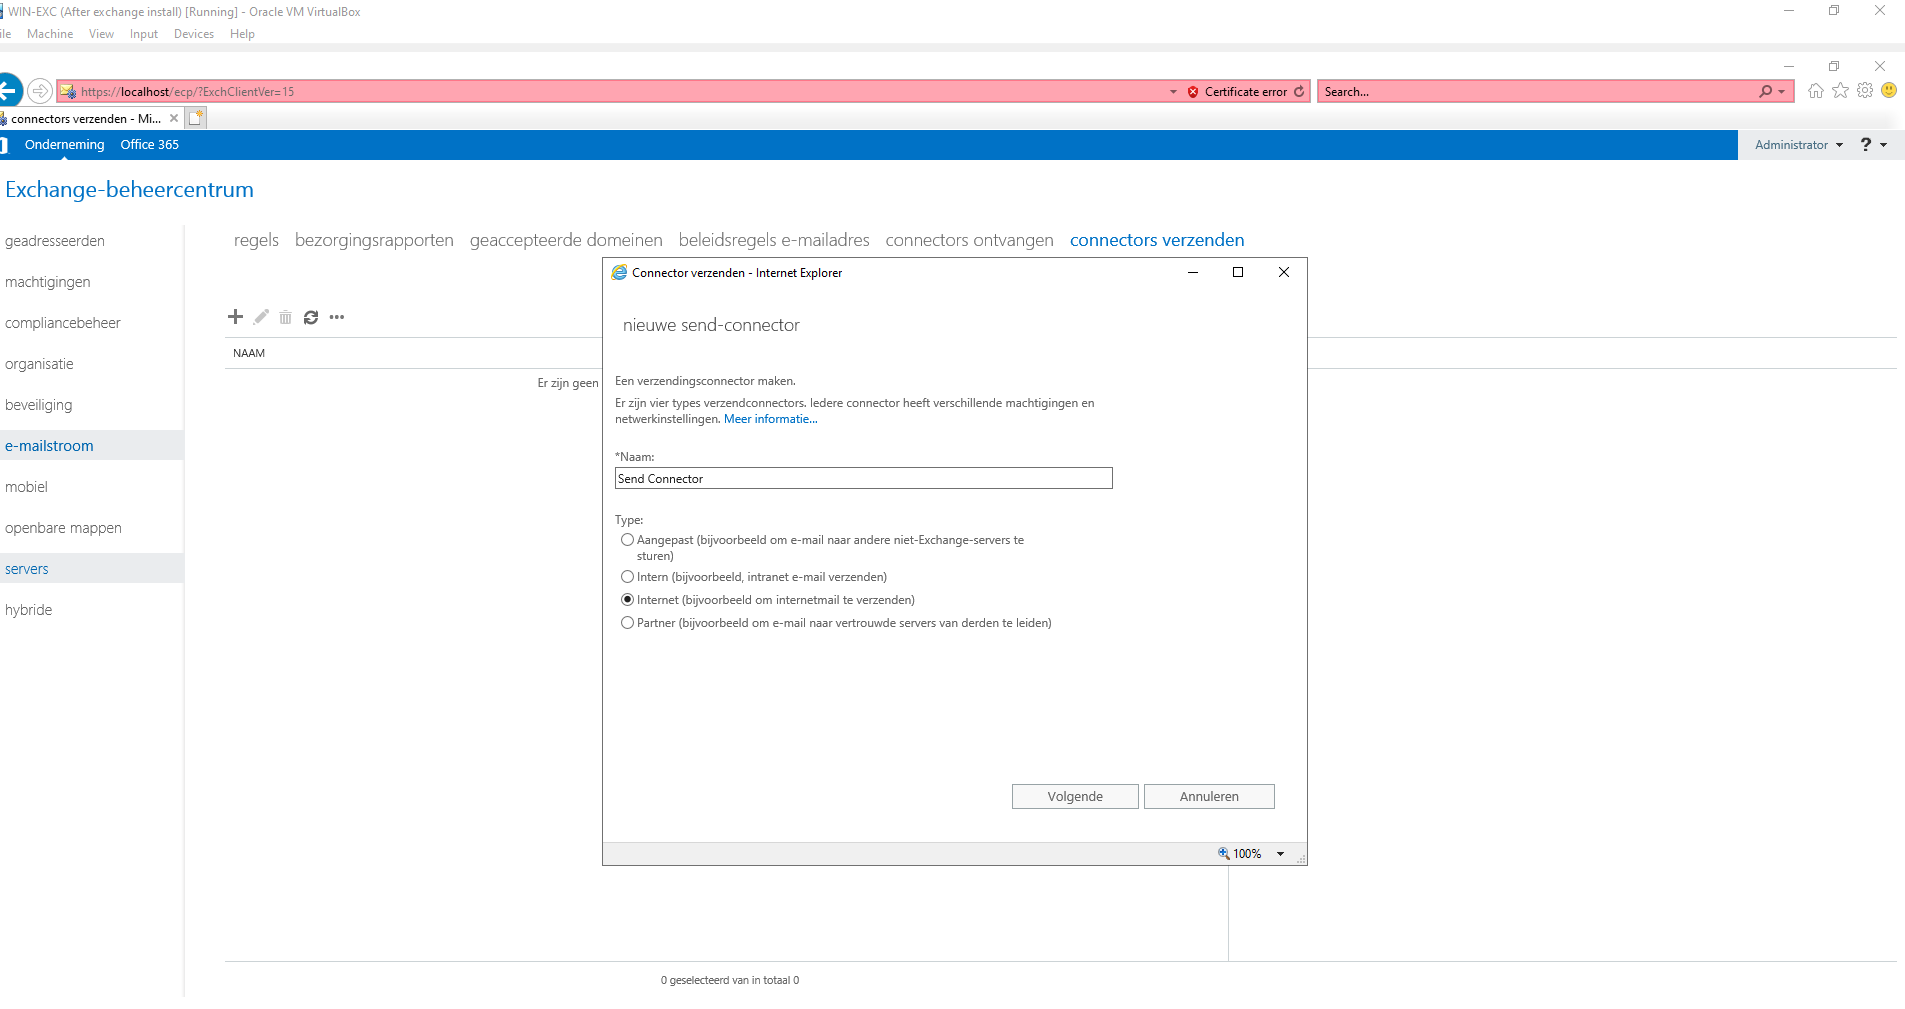 WIN-EXC (After exchange install) [Running] - Oracle VM VirtualBox
ile Machine View Input Devices Help
https://localhost/ecp/?ExchClientVer=15 Certificate error Search...
connectors verzenden - Mi...
Onderneming Office 365 Administrator ?
Exchange-beheercentrum
geadresseerden
machtigingen
compliancebeheer
organisatie
beveiliging
e-mailstroom
mobiel
openbare mappen
servers
hybride
regels bezorgingsrapporten geaccepteerde domeinen beleidsregels e-mailadres connectors ontvangen connectors verzenden
NAAM
Er zijn geen
Connector verzenden - Internet Explorer
nieuwe send-connector
Een verzendingsconnector maken.
Er zijn vier types verzendconnectors. Iedere connector heeft verschillende machtigingen en
netwerkinstellingen. Meer informatie...
*Naam:
Send Connector
Type:
Aangepast (bijvoorbeeld om e-mail naar andere niet-Exchange-servers te
sturen)
Intern (bijvoorbeeld, intranet e-mail verzenden)
Internet (bijvoorbeeld om internetmail te verzenden)
Partner (bijvoorbeeld om e-mail naar vertrouwde servers van derden te leiden)
Volgende Annuleren
100%
0 geselecteerd van in totaal 0